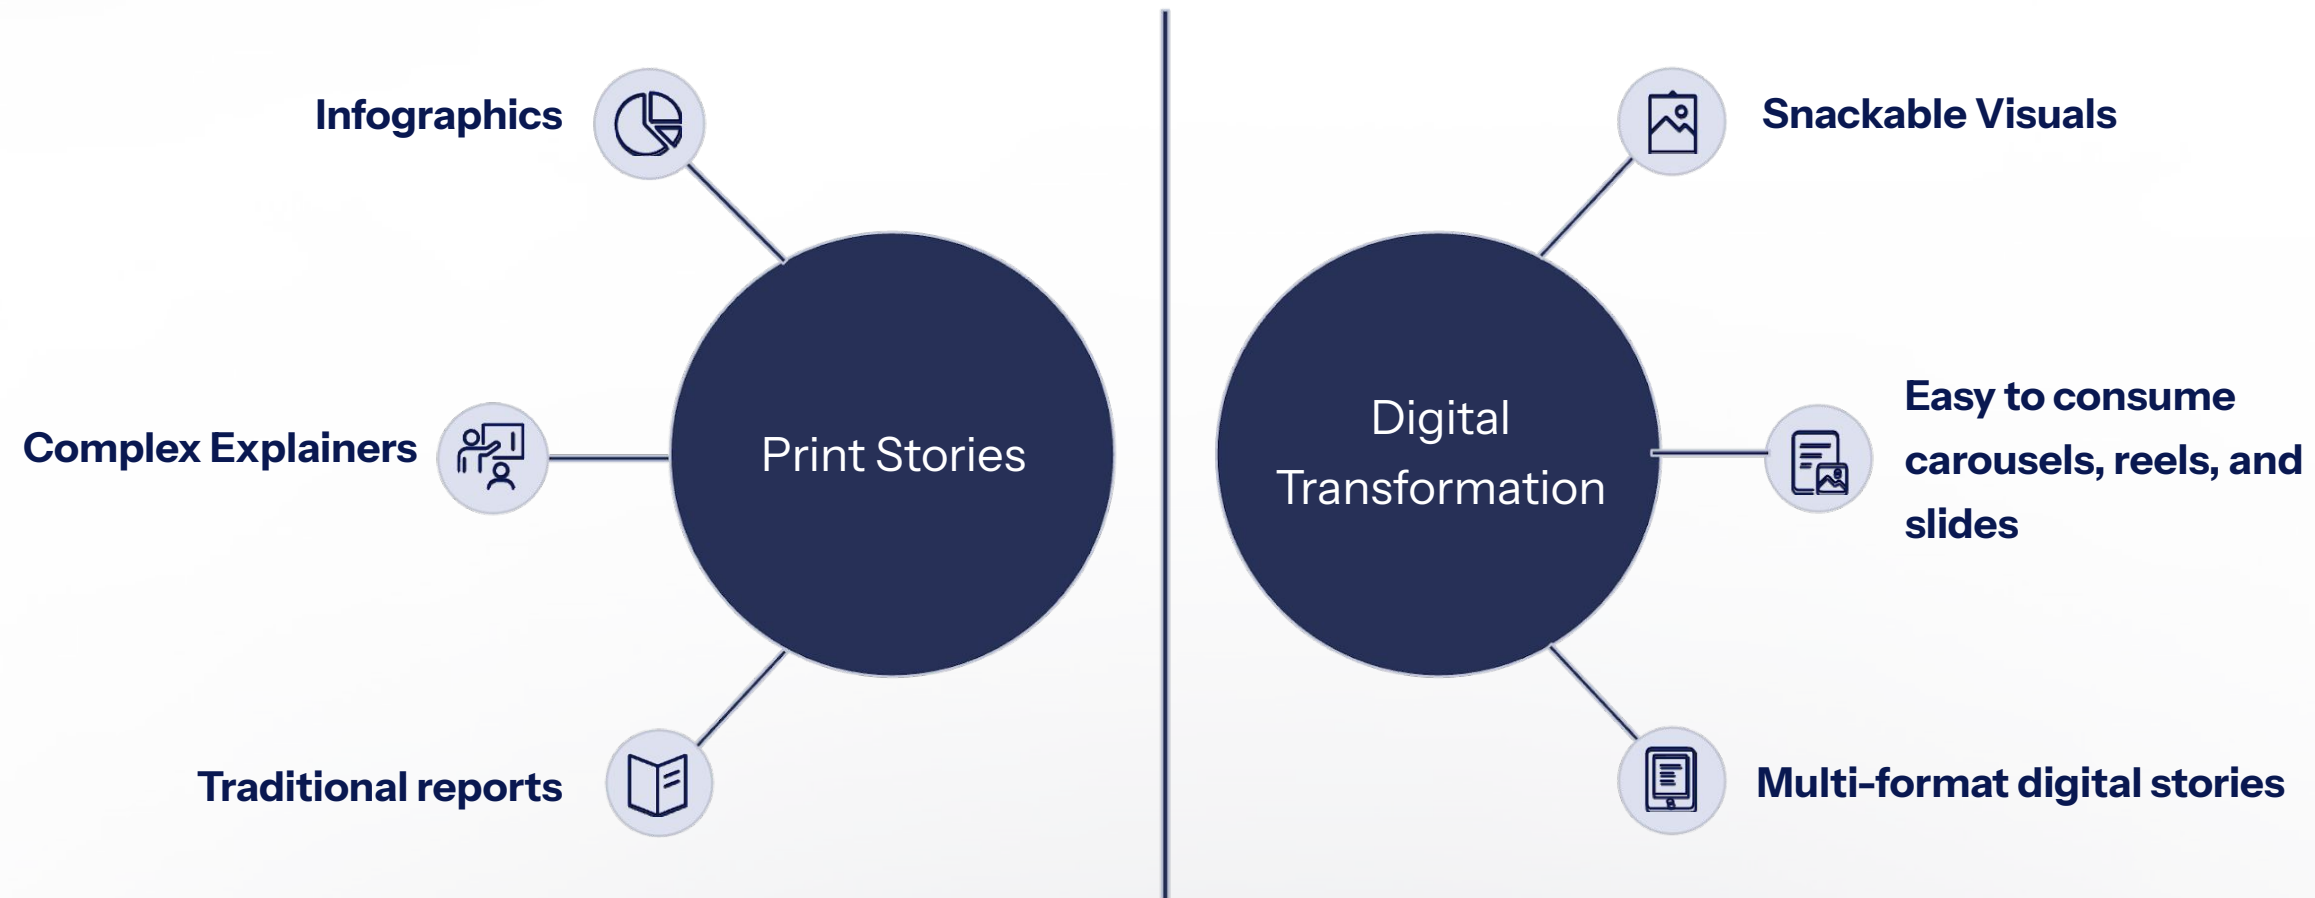 Infographics
Complex Explainers
Traditional reports
Print Stories
Digital
Transformation
Snackable Visuals
Easy to consume
carousels, reels, and
slides
Multi-format digital stories